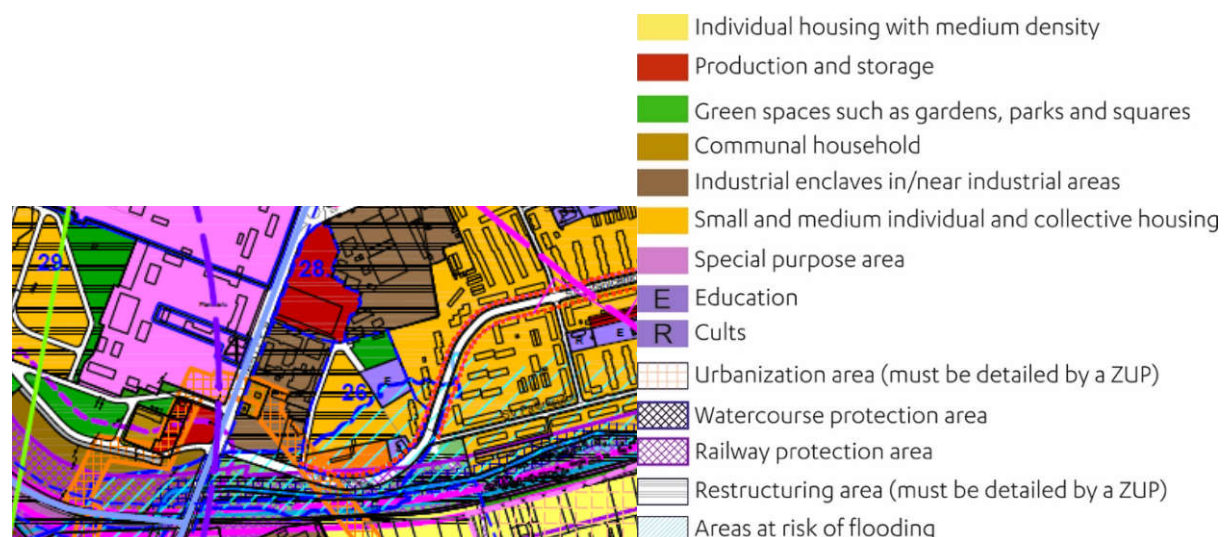 Individual housing with medium density
Production and storage
Green spaces such as gardens, parks and squares
Communal household
Industrial enclaves in/near industrial areas
Small and medium individual and collective housing
Special purpose area
E Education
R Cults
Urbanization area (must be detailed by a ZUP)
Watercourse protection area
Railway protection area
Restructuring area (must be detailed by a ZUP)
Areas at risk of flooding
29
28
26
E
R
E